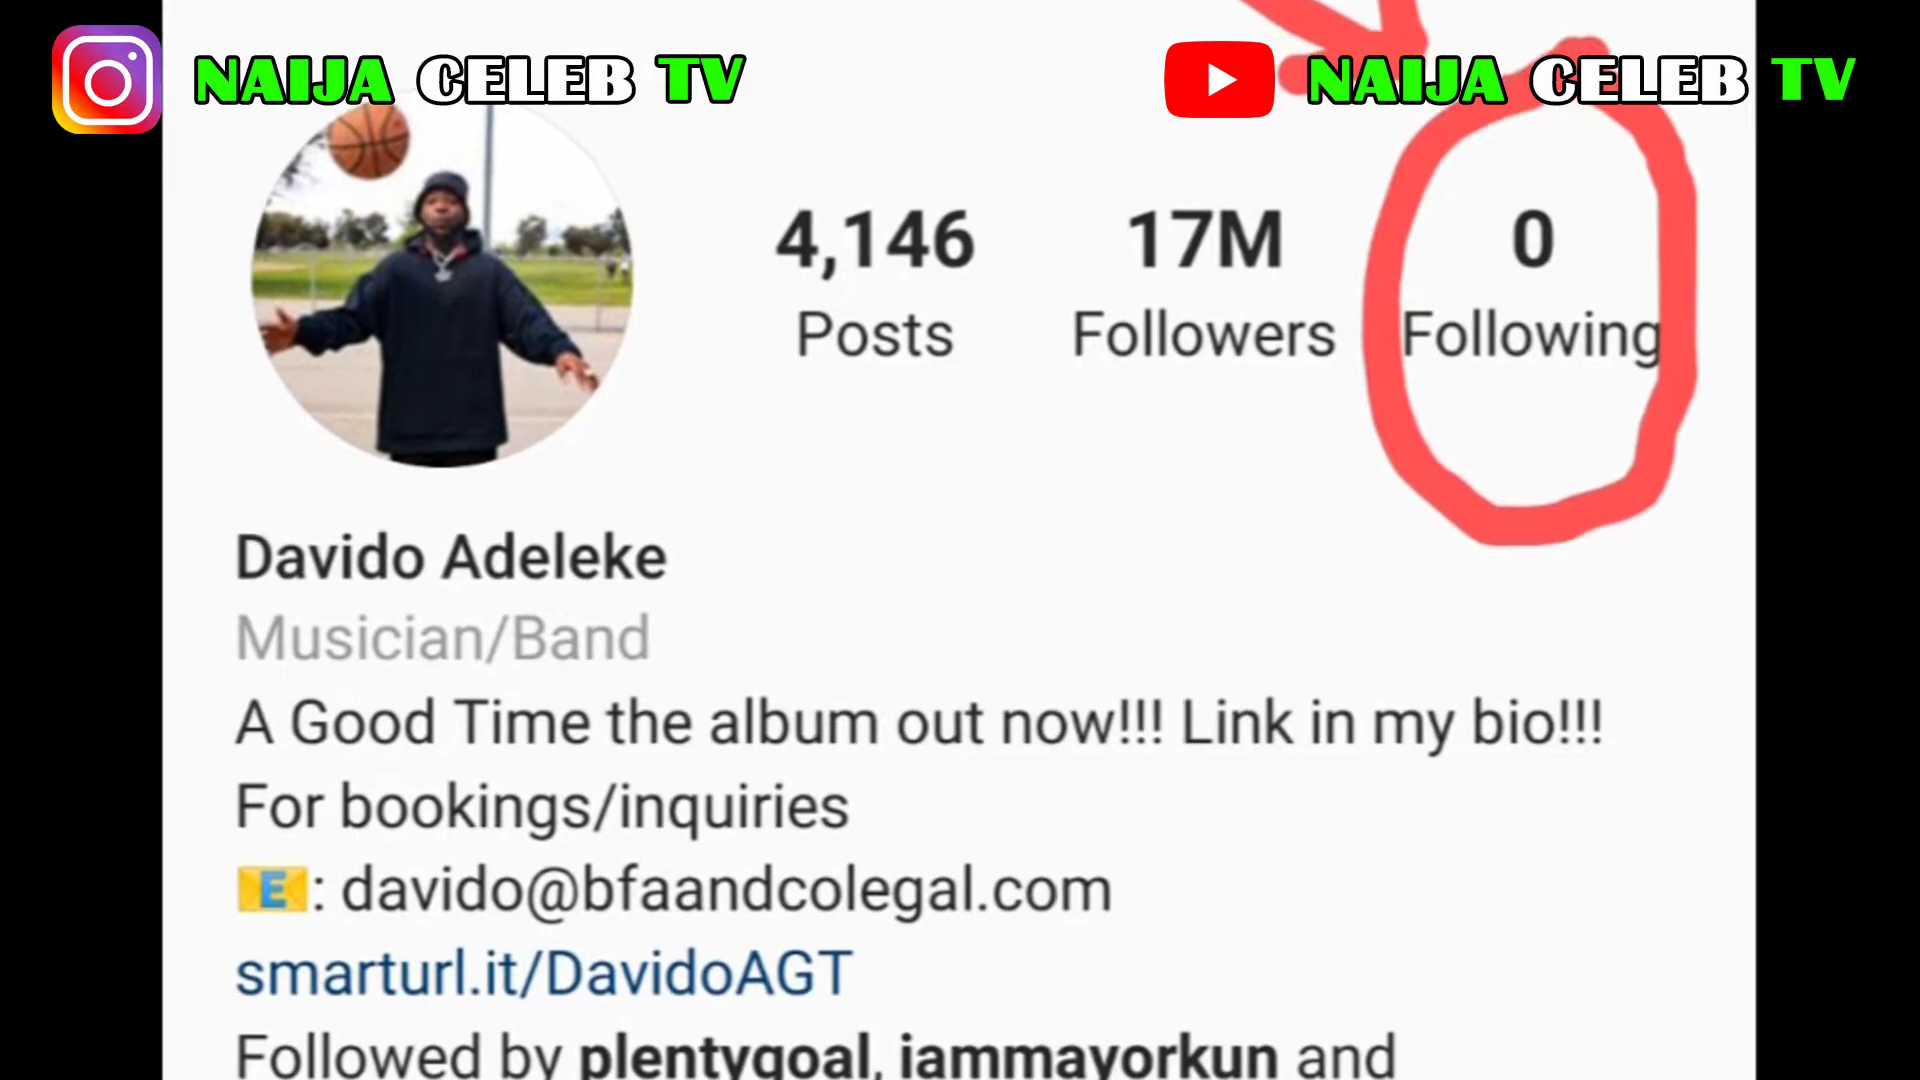 NAIJA CELEB TV
NAIJA CELEB TV
4,146
Posts
17M
Followers
0
Following
Davido Adeleke
Musician/Band
A Good Time the album out now!!! Link in my bio!!!
For bookings/inquiries
📧: davido@bfaandcolegal.com
smarturl.it/DavidoAGT
Followed by plentygoal, iammayorkun and